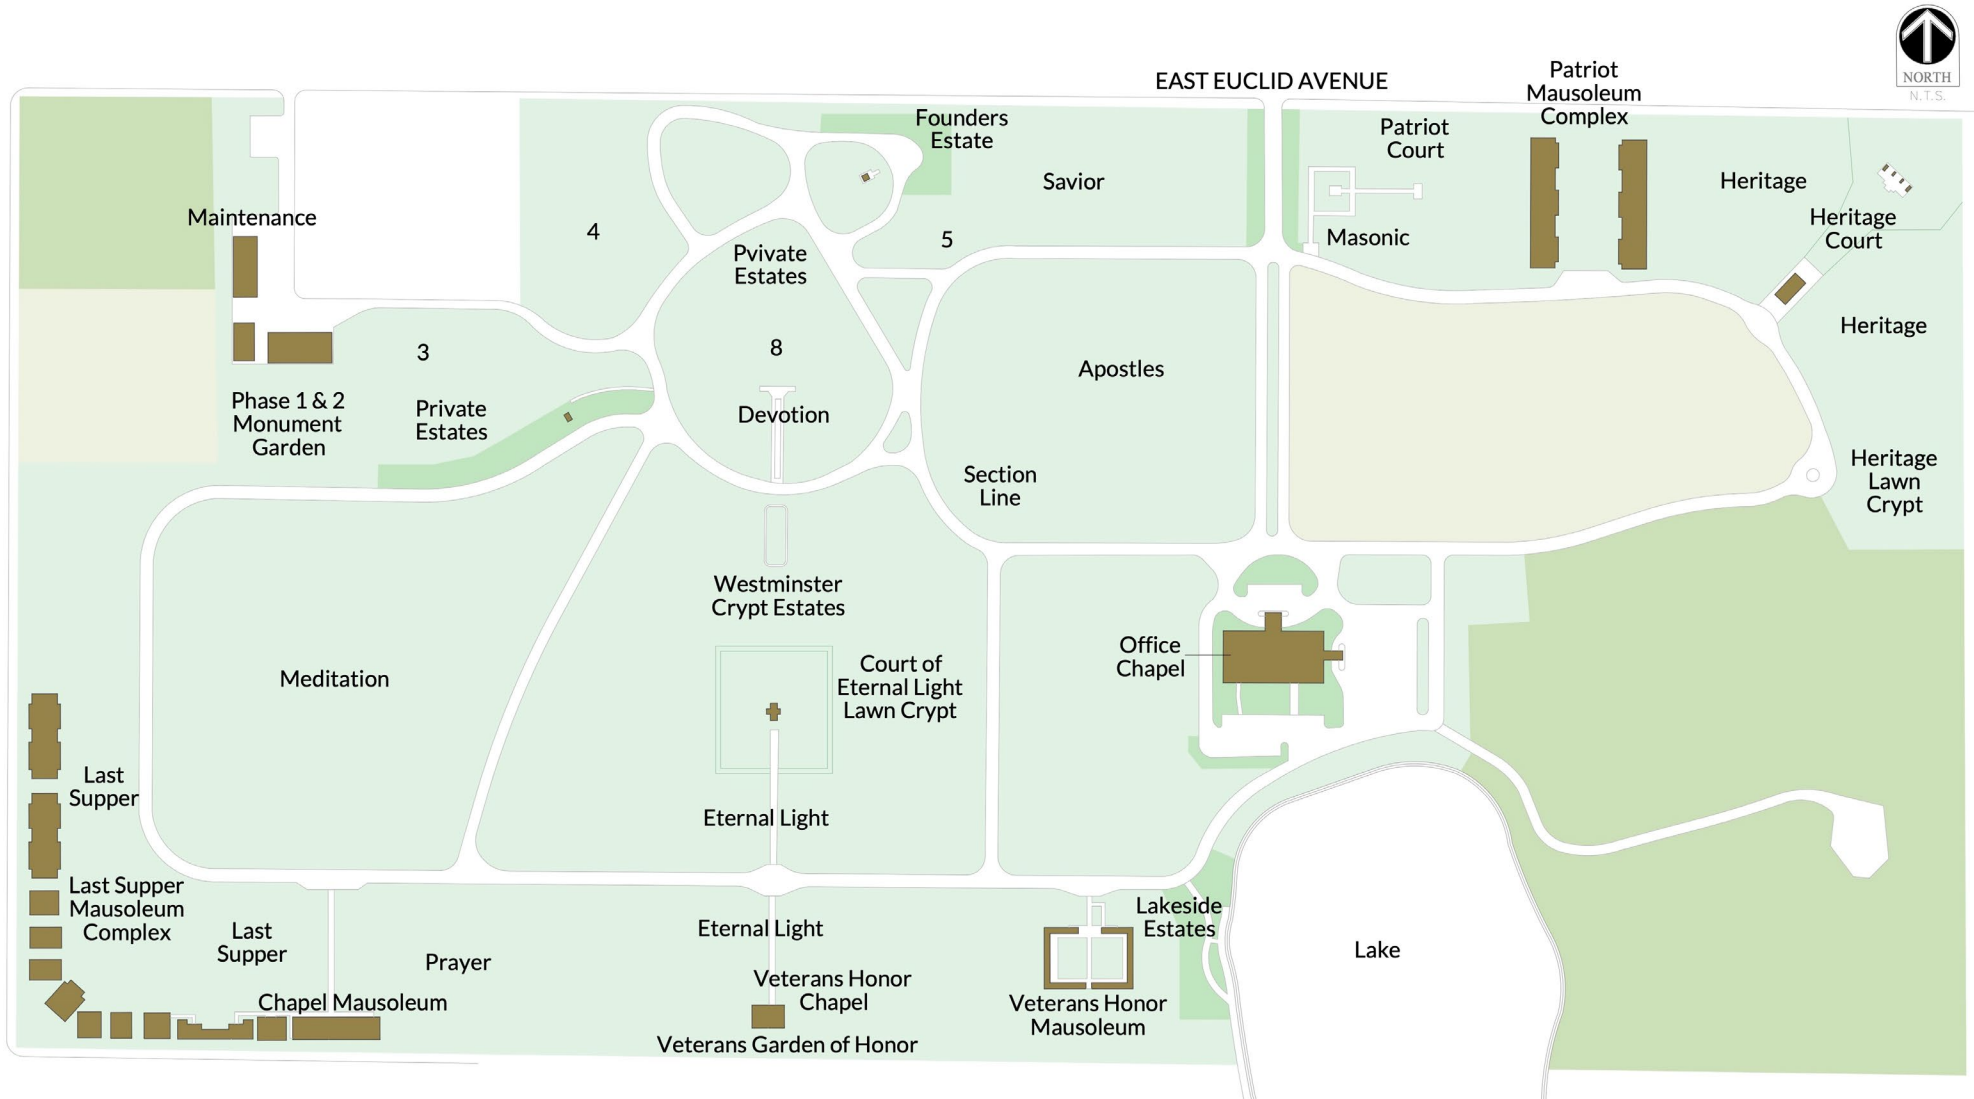 EAST EUCLID AVENUE
NORTH
N.T.S.
Patriot
Mausoleum
Complex
Founders
Estate
Patriot
Court
Savior
Heritage
Maintenance
4
5
Masonic
Heritage
Court
Pvivate
Estates
Heritage
3
8
Apostles
Phase 1 & 2
Monument
Garden
Private
Estates
Devotion
Section
Line
Heritage
Lawn
Crypt
Westminster
Crypt Estates
Meditation
Court of
Eternal Light
Lawn Crypt
Office
Chapel
Last
Supper
Eternal Light
Last Supper
Mausoleum
Complex
Last
Supper
Prayer
Eternal Light
Lakeside
Estates
Lake
Chapel Mausoleum
Veterans Honor
Chapel
Veterans Honor
Mausoleum
Veterans Garden of Honor